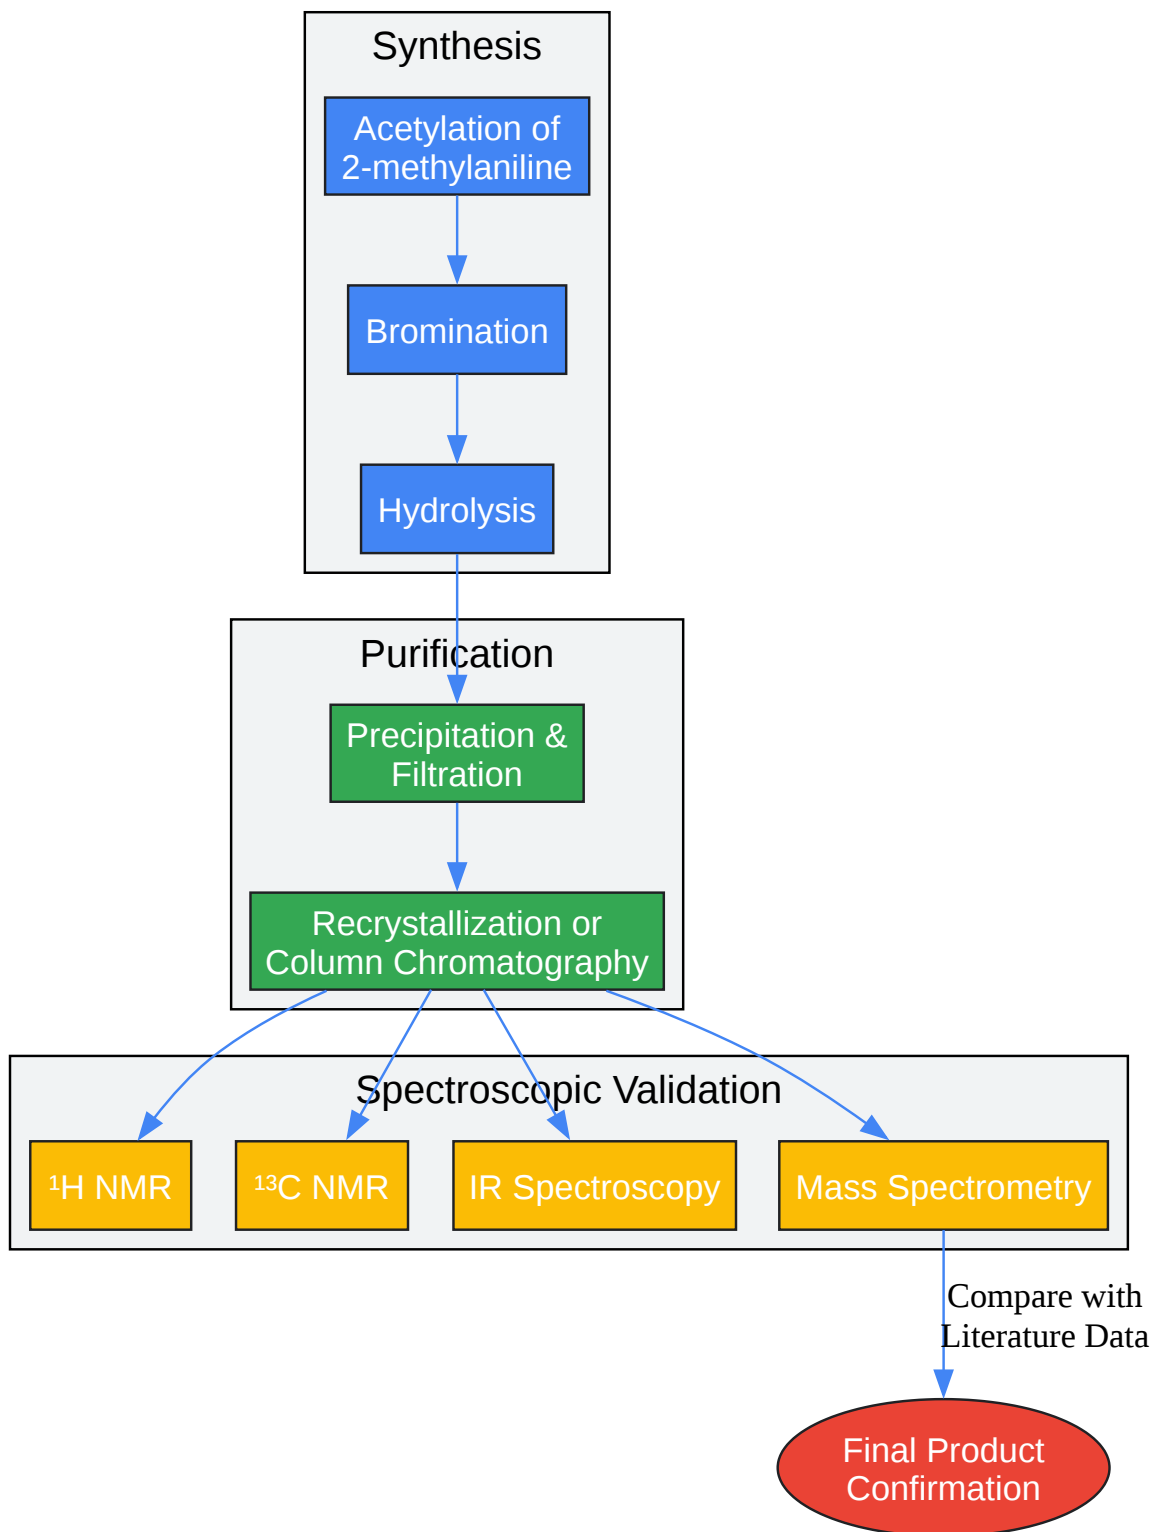 Synthesis
Acetylation of
2-methylaniline
Bromination
Hydrolysis
Purification
Precipitation &
Filtration
Recrystallization or
Column Chromatography
Spectroscopic Validation
¹H NMR
¹³C NMR
IR Spectroscopy
Mass Spectrometry
Compare with
Literature Data
Final Product
Confirmation